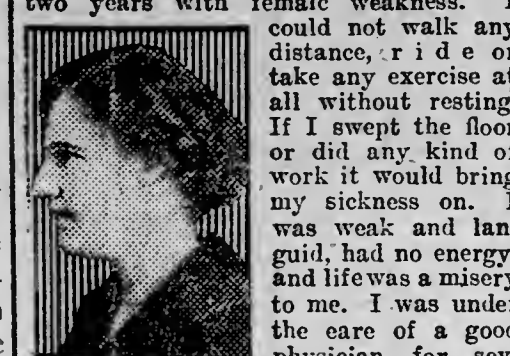 two years with female weakness. I
could not walk any
distance, r i d e or
take any exercise at
all without resting.
If I swept the floor
or did any kind of
work it would bring
my sickness on. I
was weak and lan
guid, had no energy
and life was a misery
to me. I was under
the care of a good
physician for sev